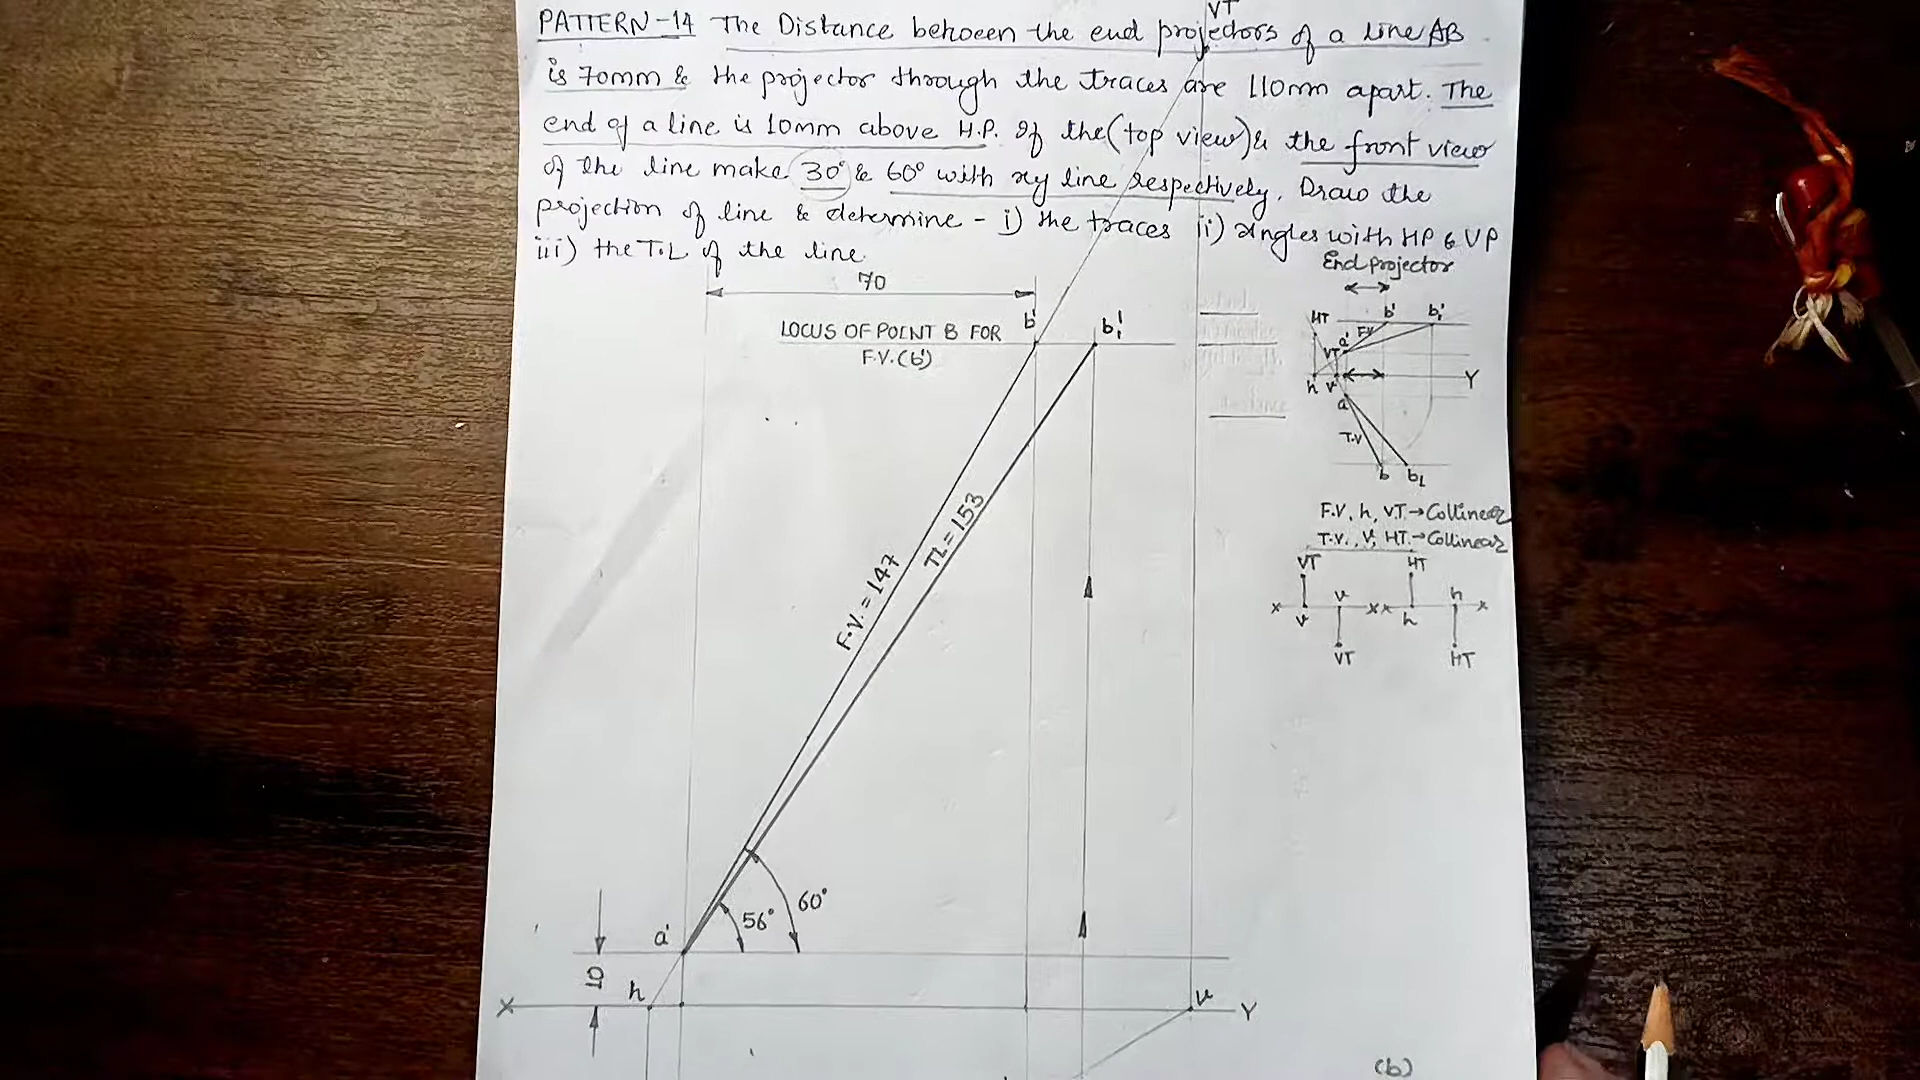 VT
PATTERN-14 The Distance between the end projectors of a line AB
is 70mm & the projector through the traces are 110mm apart. The
end of a line is 10mm above H.P. If the (top view) & the front view
of the line make 30° & 60° with xy line respectively. Draw the
projection of line & determine - i) the traces ii) angles with HP & VP
iii) the T.L of the line
End projector
70
HT b' b₁'
F.V
a'
VT
h v Y
a
T.V
b b₁
b' b₁'
LOCUS OF POINT B FOR
F.V.(b')
F.V, h, VT→Collinear
T.V., V, HT.→Collinear
VT HT
v h
x x x x
v h
VT HT
F.V. = 147
TL = 153
60°
56°
a'
10
h v
X Y
(b)